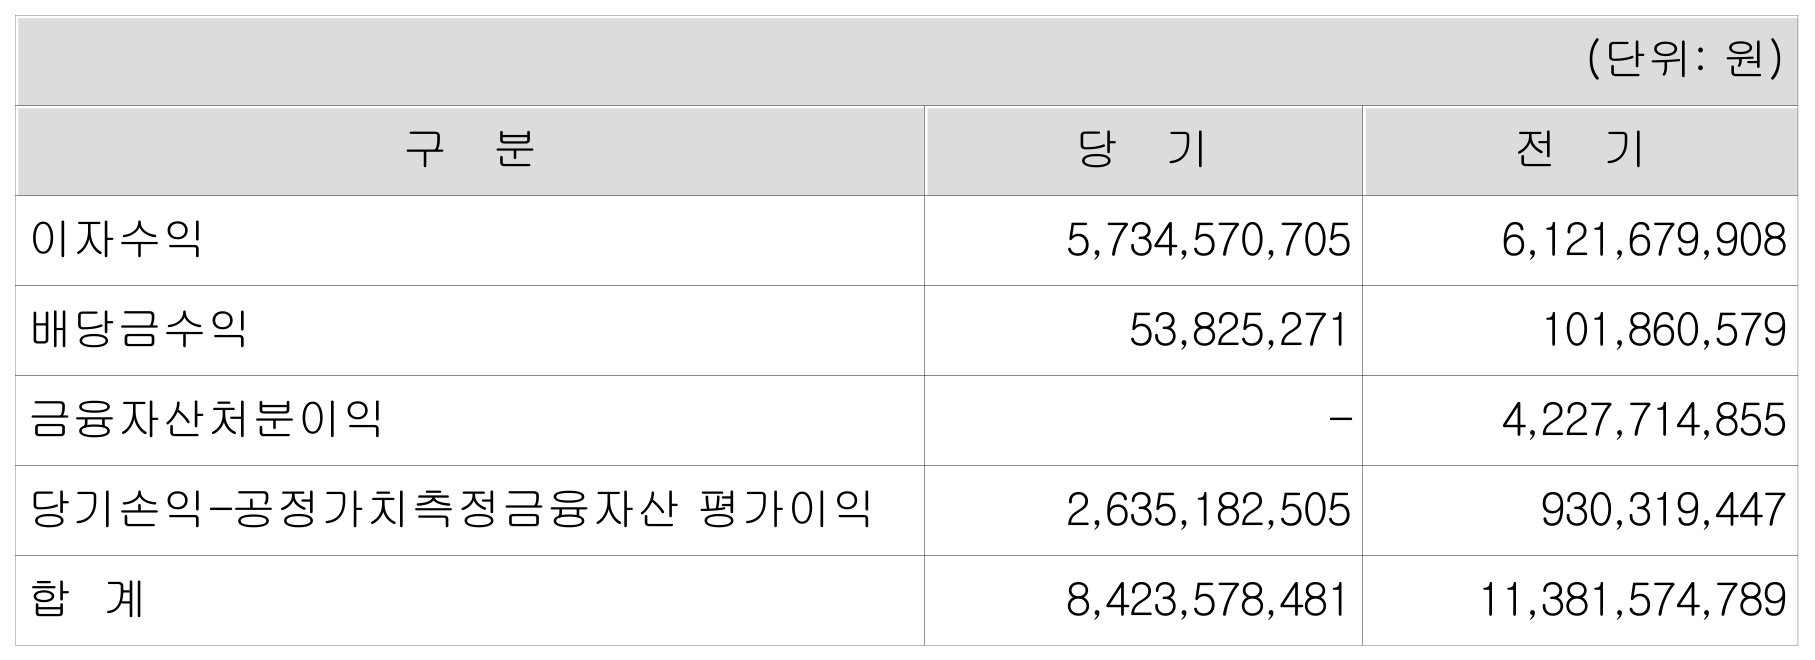 (단위: 원)
구 분 당 기 전 기
이자수익 5,734,570,705 6,121,679,908
배당금수익 53,825,271 101,860,579
금융자산처분이익 - 4,227,714,855
당기손익-공정가치측정금융자산 평가이익 2,635,182,505 930,319,447
합 계 8,423,578,481 11,381,574,789